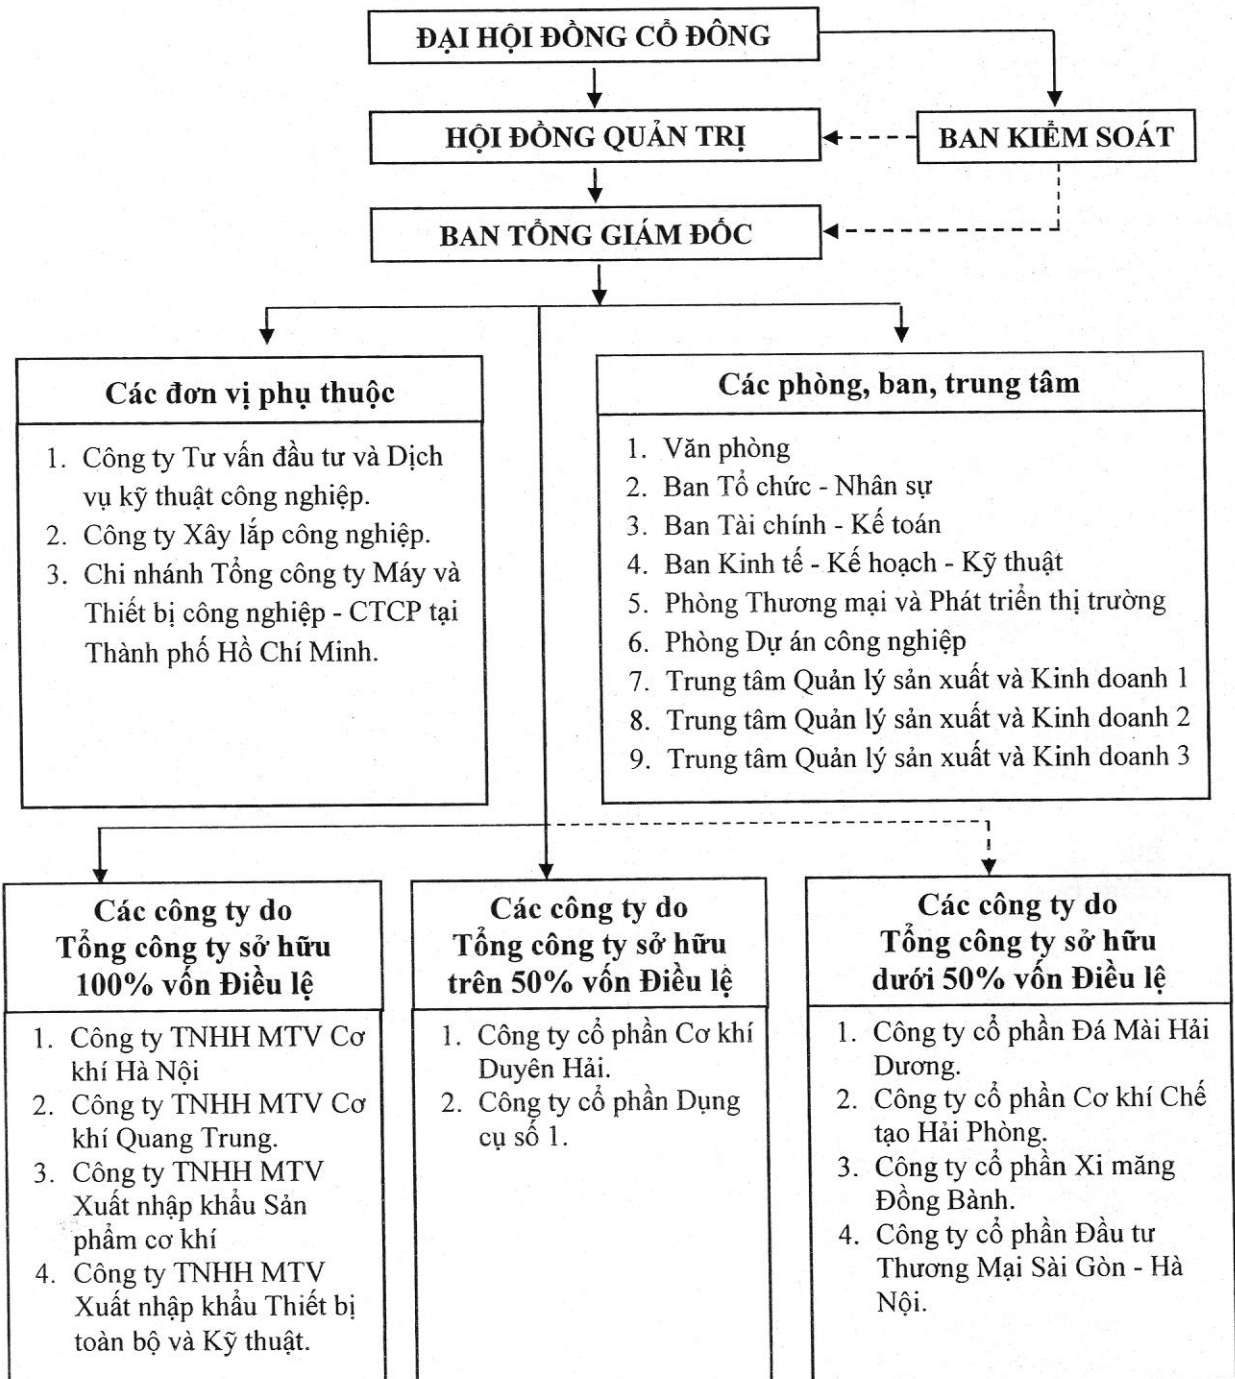 ĐẠI HỘI ĐỒNG CỔ ĐÔNG
HỘI ĐỒNG QUẢN TRỊ
BAN KIỂM SOÁT
BAN TỔNG GIÁM ĐỐC
Các đơn vị phụ thuộc
1. Công ty Tư vấn đầu tư và Dịch
vụ kỹ thuật công nghiệp.
2. Công ty Xây lắp công nghiệp.
3. Chi nhánh Tổng công ty Máy và
Thiết bị công nghiệp - CTCP tại
Thành phố Hồ Chí Minh.
Các phòng, ban, trung tâm
1. Văn phòng
2. Ban Tổ chức - Nhân sự
3. Ban Tài chính - Kế toán
4. Ban Kinh tế - Kế hoạch - Kỹ thuật
5. Phòng Thương mại và Phát triển thị trường
6. Phòng Dự án công nghiệp
7. Trung tâm Quản lý sản xuất và Kinh doanh 1
8. Trung tâm Quản lý sản xuất và Kinh doanh 2
9. Trung tâm Quản lý sản xuất và Kinh doanh 3
Các công ty do
Tổng công ty sở hữu
100% vốn Điều lệ
1. Công ty TNHH MTV Cơ
khí Hà Nội
2. Công ty TNHH MTV Cơ
khí Quang Trung.
3. Công ty TNHH MTV
Xuất nhập khẩu Sản
phẩm cơ khí
4. Công ty TNHH MTV
Xuất nhập khẩu Thiết bị
toàn bộ và Kỹ thuật.
Các công ty do
Tổng công ty sở hữu
trên 50% vốn Điều lệ
1. Công ty cổ phần Cơ khí
Duyên Hải.
2. Công ty cổ phần Dụng
cụ số 1.
Các công ty do
Tổng công ty sở hữu
dưới 50% vốn Điều lệ
1. Công ty cổ phần Đá Mài Hải
Dương.
2. Công ty cổ phần Cơ khí Chế
tạo Hải Phòng.
3. Công ty cổ phần Xi măng
Đồng Bành.
4. Công ty cổ phần Đầu tư
Thương Mại Sài Gòn - Hà
Nội.